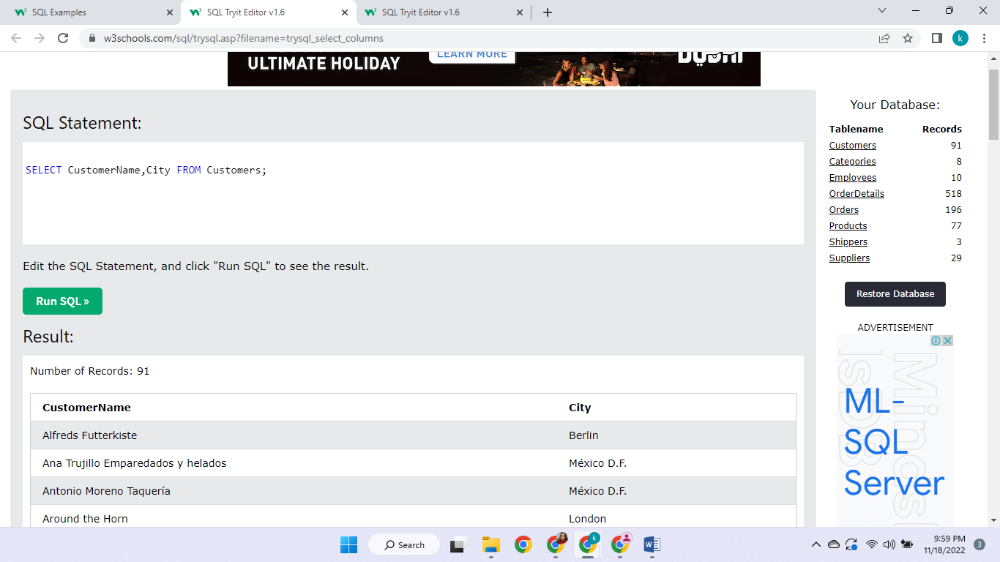 SQL Examples
SQL Tryit Editor v1.6
SQL Tryit Editor v1.6
w3schools.com/sql/trysql.asp?filename=trysql_select_columns
k
ULTIMATE HOLIDAY
LEARN MORE
SQL Statement:
SELECT CustomerName,City FROM Customers;
Edit the SQL Statement, and click "Run SQL" to see the result.
Run SQL »
Result:
Number of Records: 91
CustomerName City
Alfreds Futterkiste Berlin
Ana Trujillo Emparedados y helados México D.F.
Antonio Moreno Taquería México D.F.
Around the Horn London
Your Database:
Tablename Records
Customers 91
Categories 8
Employees 10
OrderDetails 518
Orders 196
Products 77
Shippers 3
Suppliers 29
Restore Database
ADVERTISEMENT
ML-
SQL
Server
Search
k
9:59 PM
11/18/2022
3